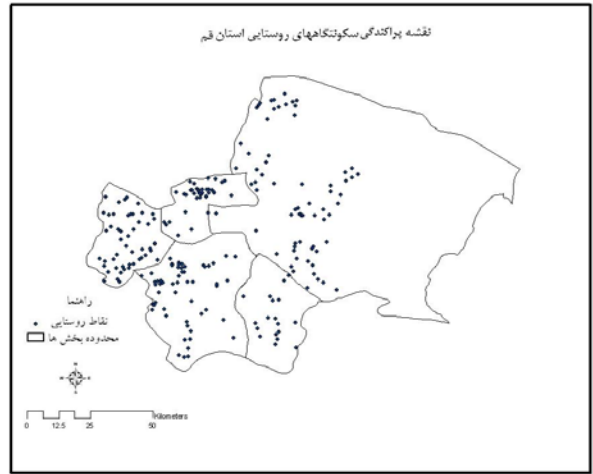 نقشه پراکندگی سکونتگاههای روستایی استان قم
راهنما
نقاط روستایی
محدوده بخش ها
Kilometers
0 12.5 25 50